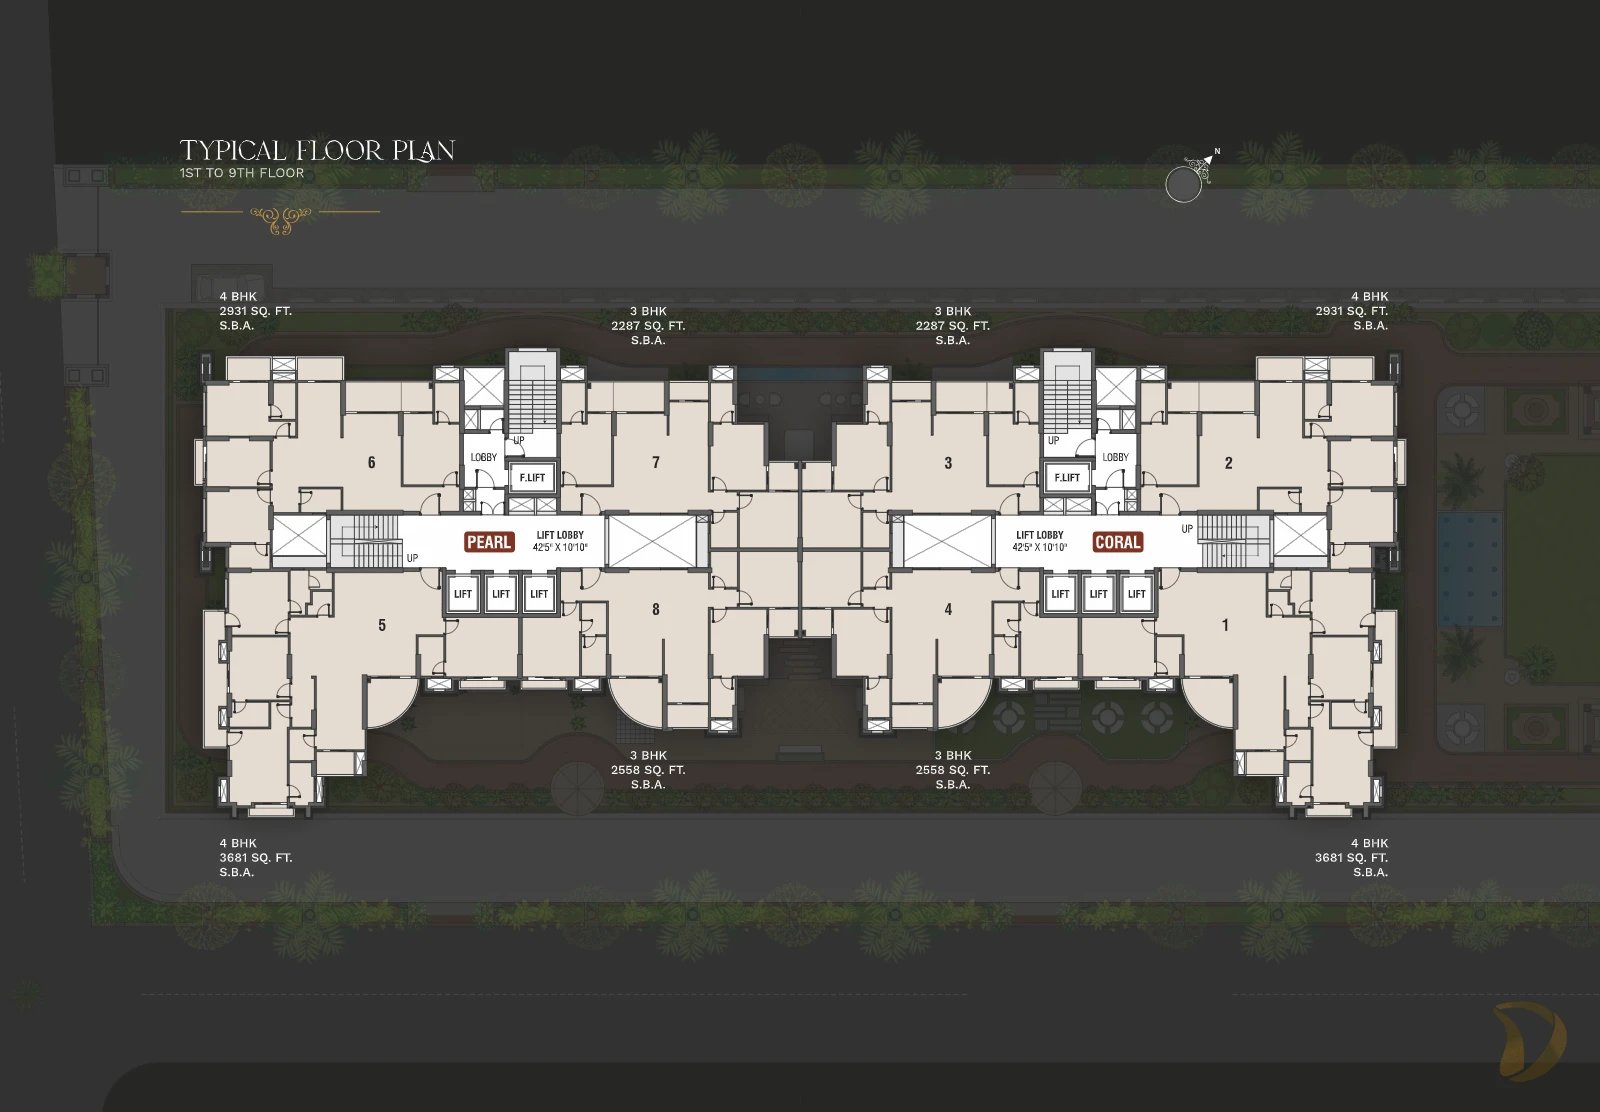 TYPICAL FLOOR PLAN
1ST TO 9TH FLOOR
N
4 BHK
2931 SQ. FT.
S.B.A.
3 BHK
2287 SQ. FT.
S.B.A.
3 BHK
2287 SQ. FT.
S.B.A.
4 BHK
2931 SQ. FT.
S.B.A.
6
LOBBY
UP
F.LIFT
7
3
UP
F.LIFT
LOBBY
2
UP
PEARL
LIFT LOBBY
42'5" X 10'10"
LIFT LOBBY
42'5" X 10'10"
CORAL
UP
LIFT
LIFT
LIFT
LIFT
LIFT
LIFT
5
8
4
1
3 BHK
2558 SQ. FT.
S.B.A.
3 BHK
2558 SQ. FT.
S.B.A.
4 BHK
3681 SQ. FT.
S.B.A.
4 BHK
3681 SQ. FT.
S.B.A.